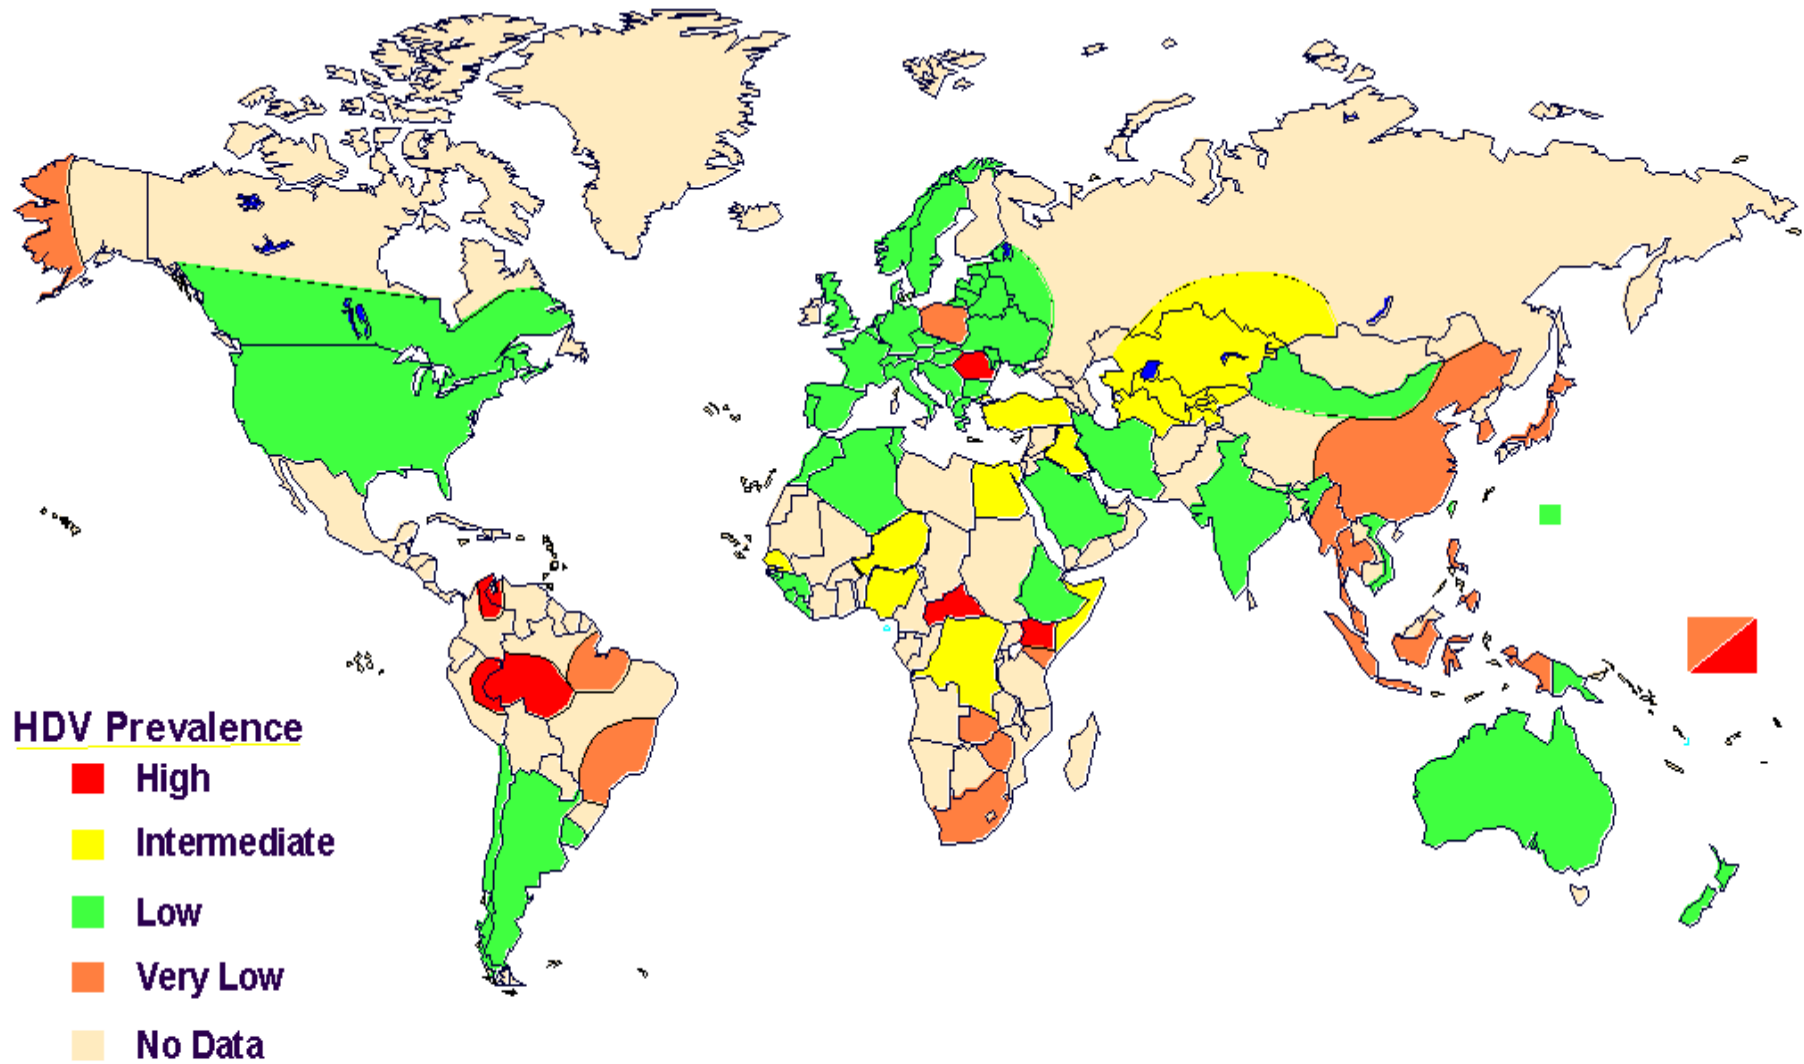 HDV Prevalence
High
Intermediate
Low
Very Low
No Data